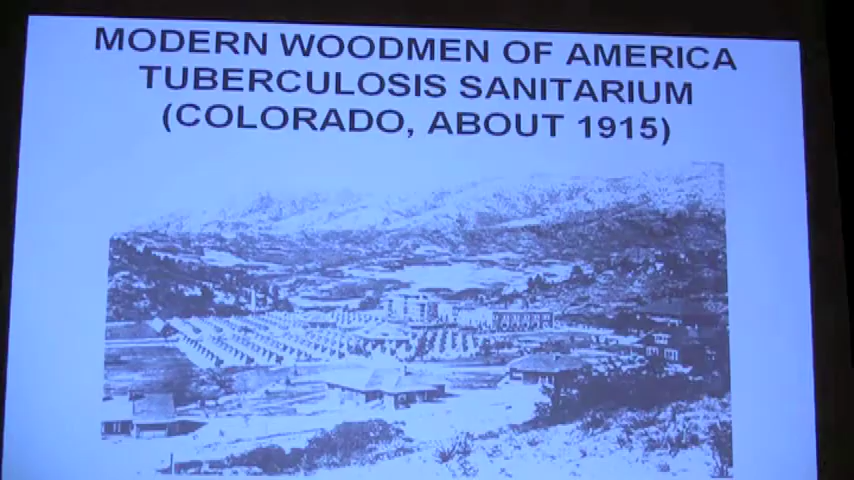 MODERN WOODMEN OF AMERICA
TUBERCULOSIS SANITARIUM
(COLORADO, ABOUT 1915)